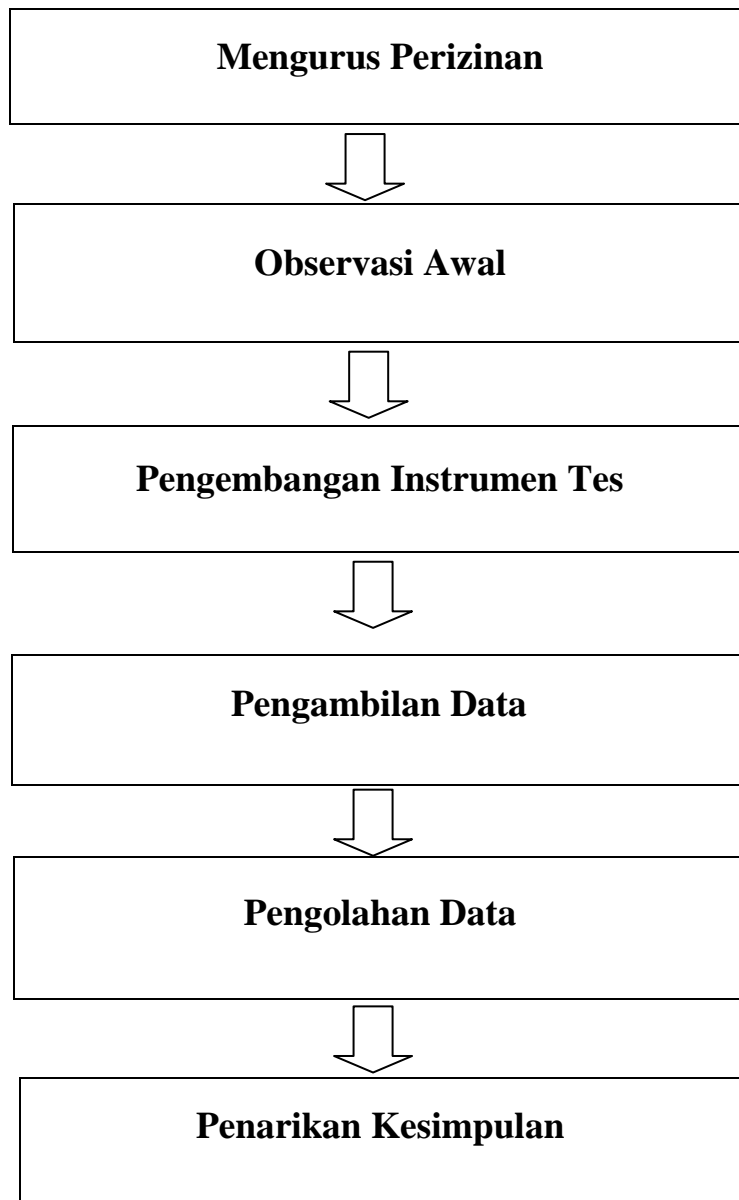 Mengurus Perizinan
Observasi Awal
Pengembangan Instrumen Tes
Pengambilan Data
Pengolahan Data
Penarikan Kesimpulan